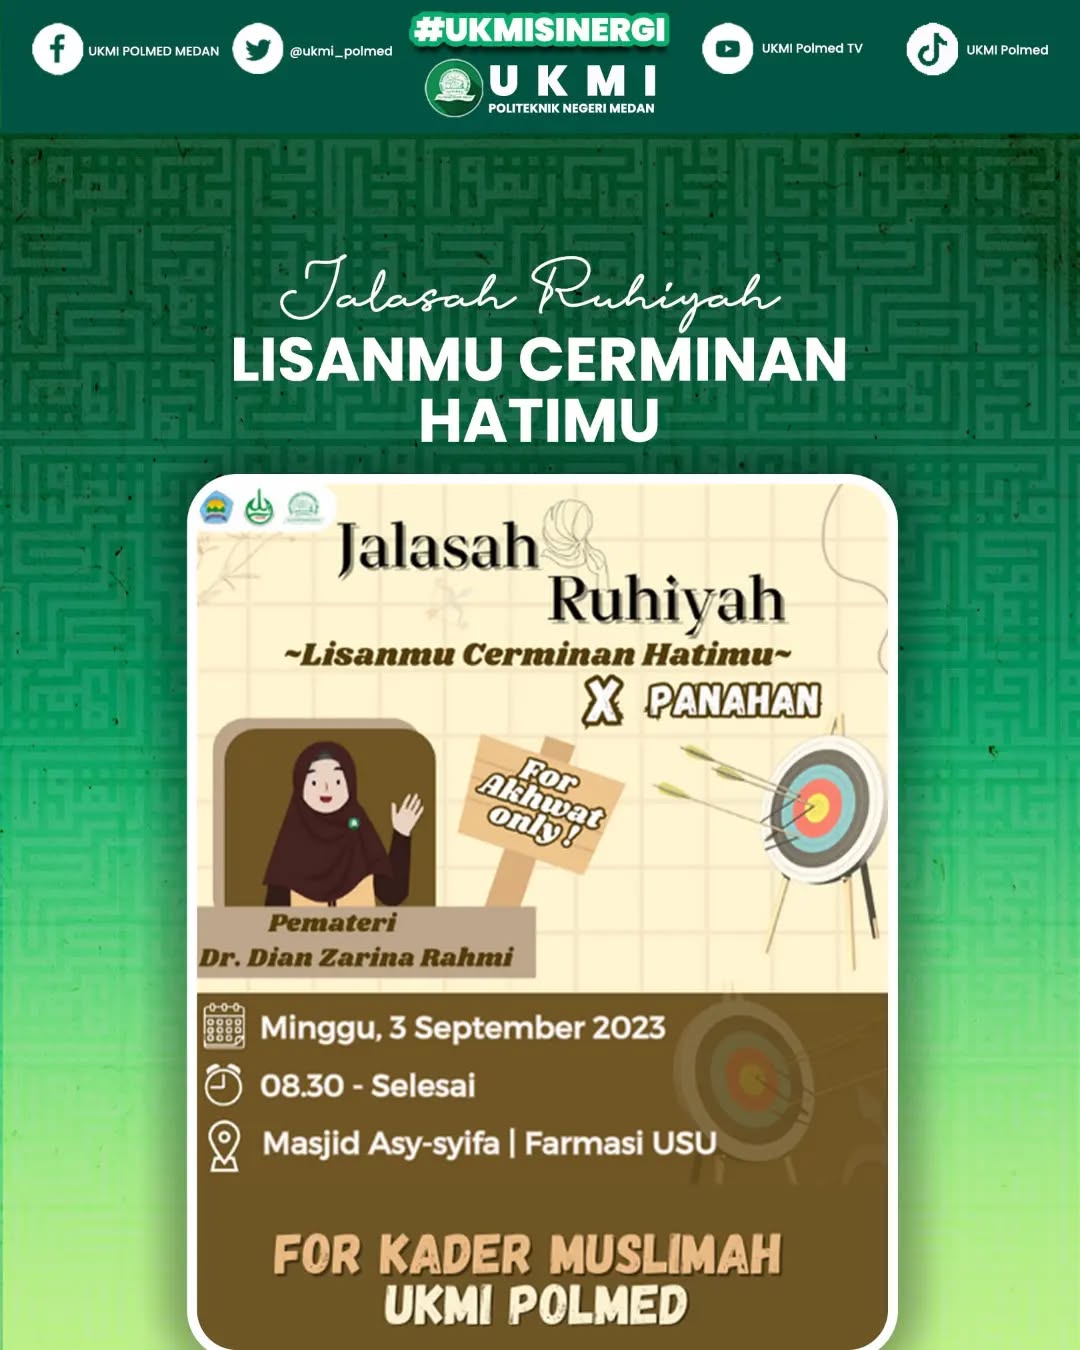 #UKMISINERGI
UKMI POLMED MEDAN
@ukmi_polmed
UKMI
POLITEKNIK NEGERI MEDAN
UKMI Polmed TV
UKMI Polmed
Jalasah Ruhiyah
LISANMU CERMINAN
HATIMU
Jalasah
Ruhiyah
~Lisanmu Cerminan Hatimu~
X PANAHAN
For
Akhwat
only!
Pemateri
Dr. Dian Zarina Rahmi
Minggu, 3 September 2023
08.30 - Selesai
Masjid Asy-syifa | Farmasi USU
FOR KADER MUSLIMAH
UKMI POLMED